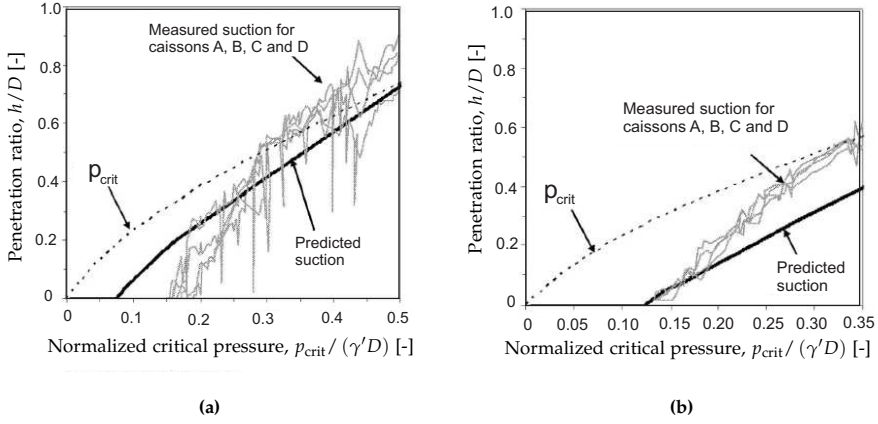 Measured suction for
caissons A, B, C and D
p_crit
Predicted
suction
1.0
0.8
0.6
0.4
0.2
0
0
0.1
0.2
0.3
0.4
0.5
Penetration ratio, h/D [-]
Normalized critical pressure, p_crit/ (γ′D) [-]
(a)
Measured suction for
caissons A, B, C and D
p_crit
Predicted
suction
1.0
0.8
0.6
0.4
0.2
0
0
0.05
0.10
0.15
0.20
0.25
0.30
0.35
Penetration ratio, h/D [-]
Normalized critical pressure, p_crit/ (γ′D) [-]
(b)